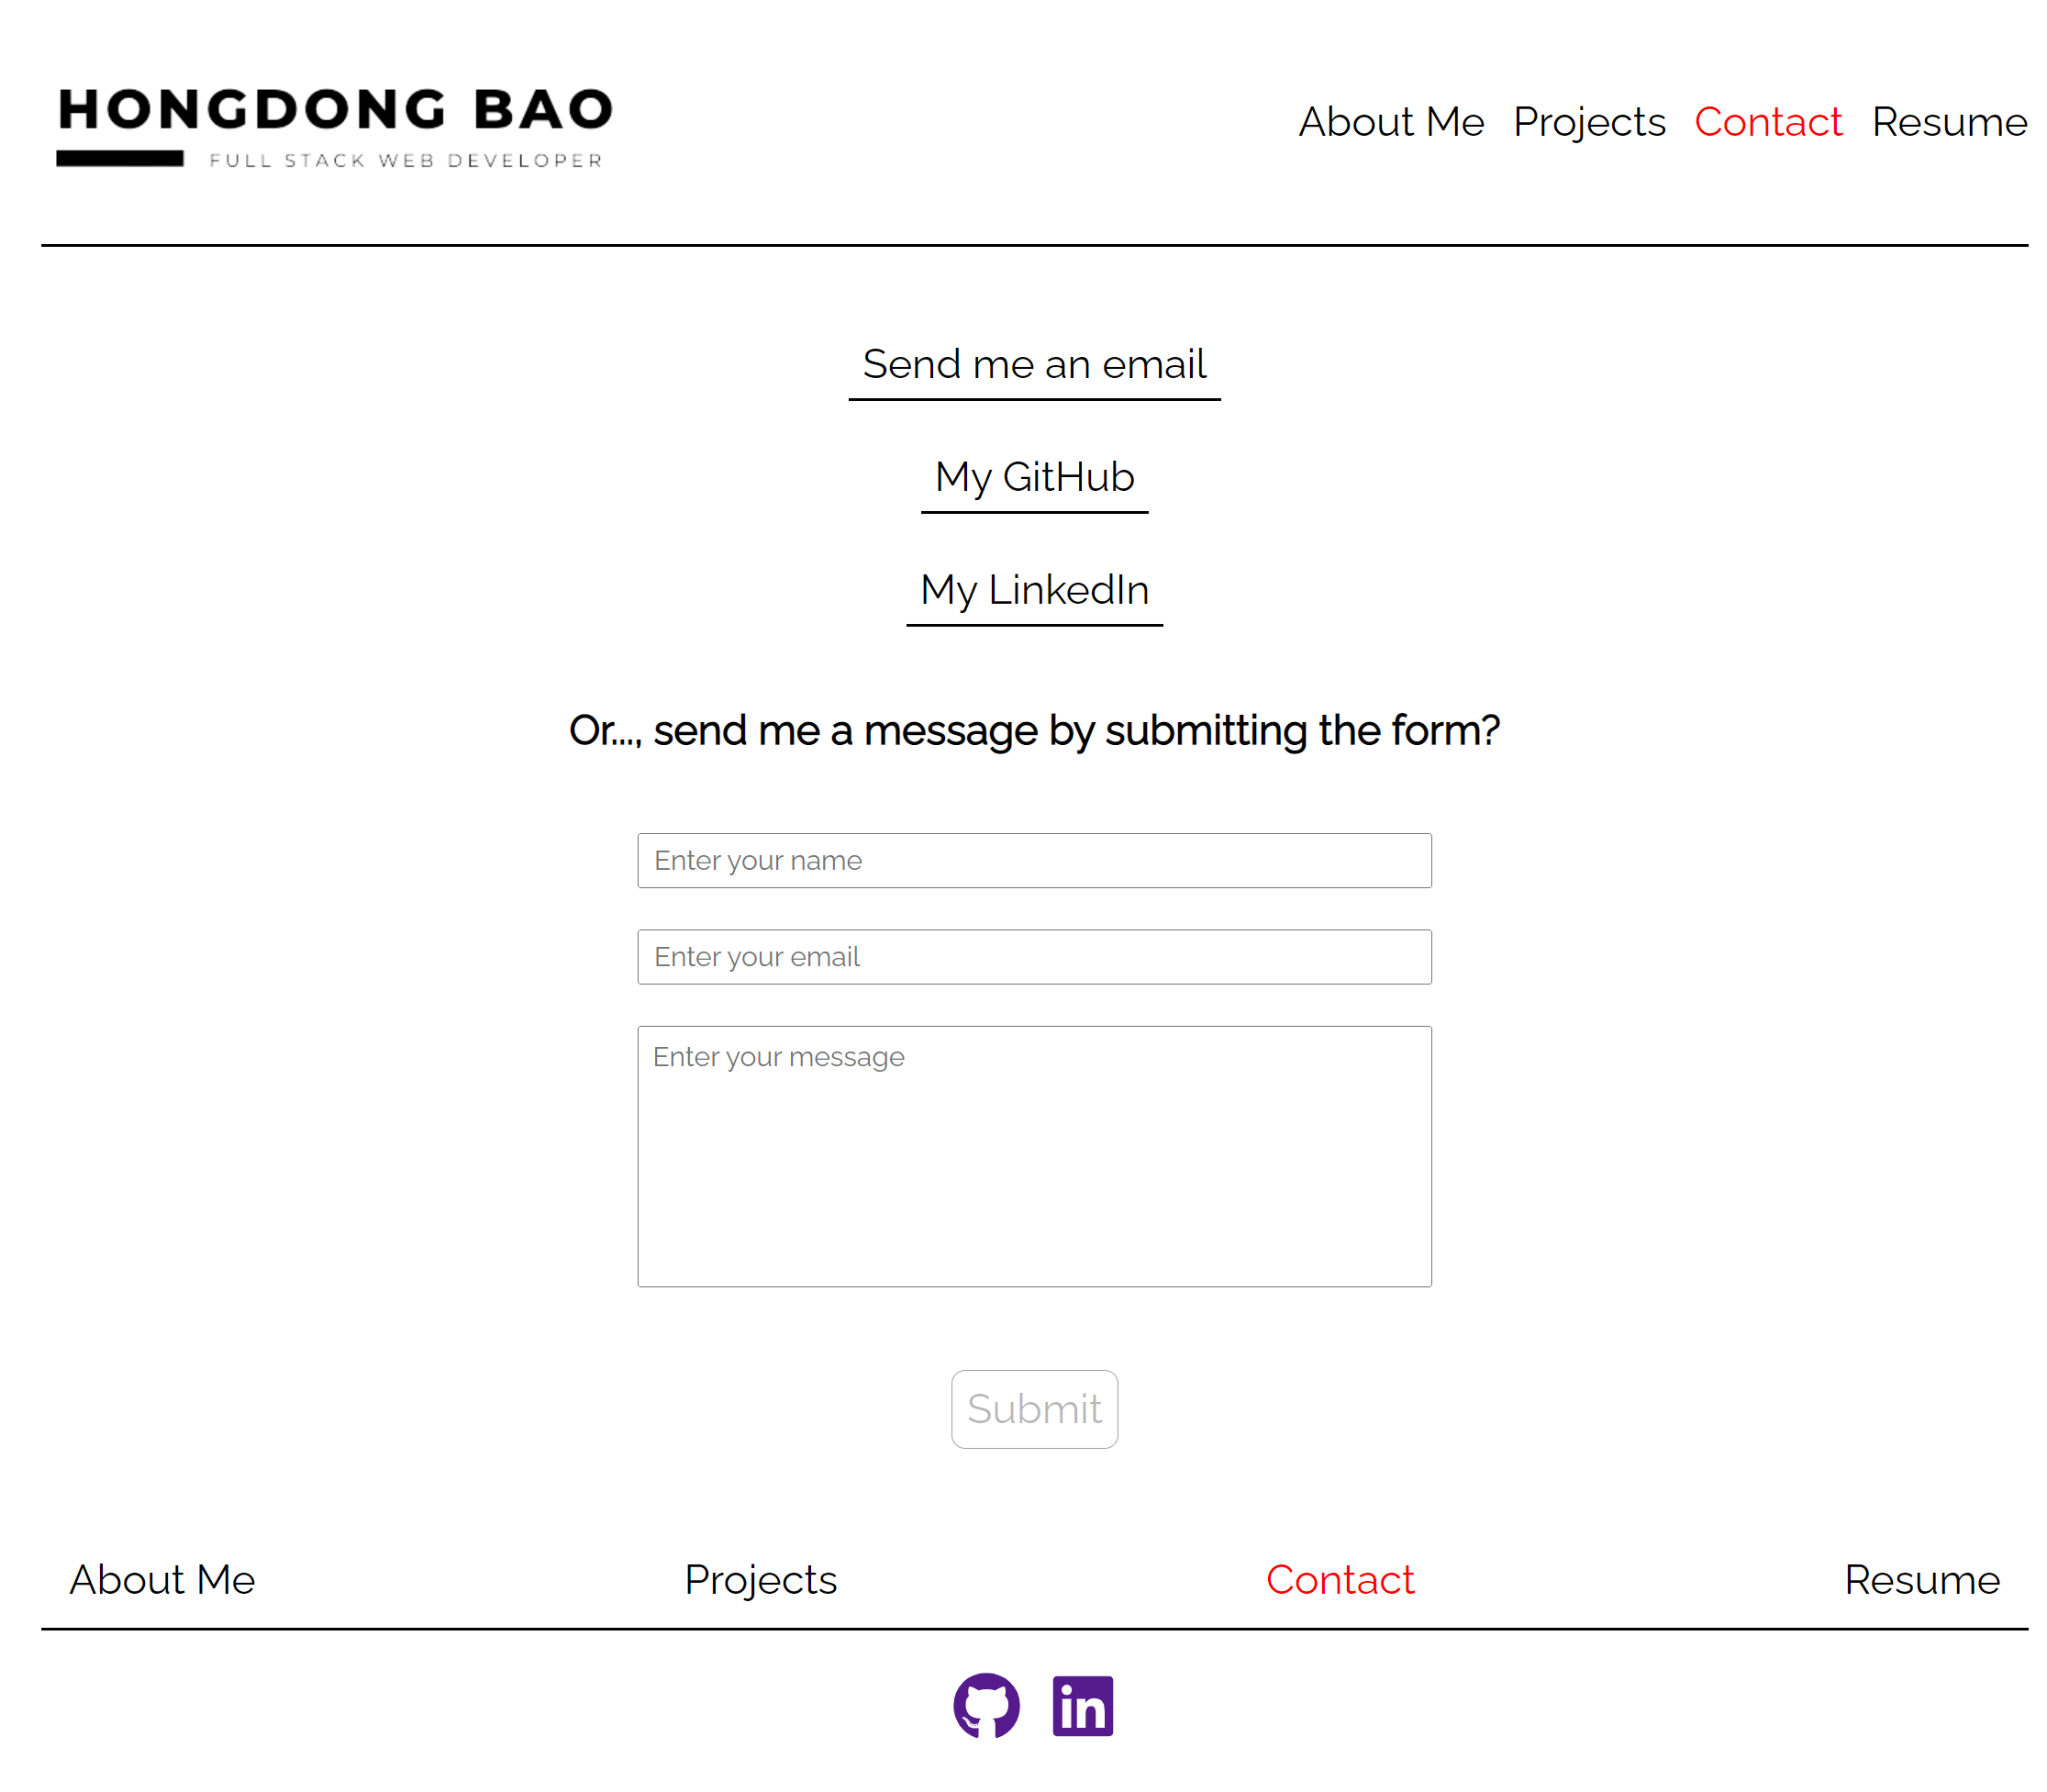 HONGDONG BAO
FULL STACK WEB DEVELOPER
About Me Projects Contact Resume
Send me an email
My GitHub
My LinkedIn
Or..., send me a message by submitting the form?
Enter your name
Enter your email
Enter your message
Submit
About Me Projects Contact Resume
in